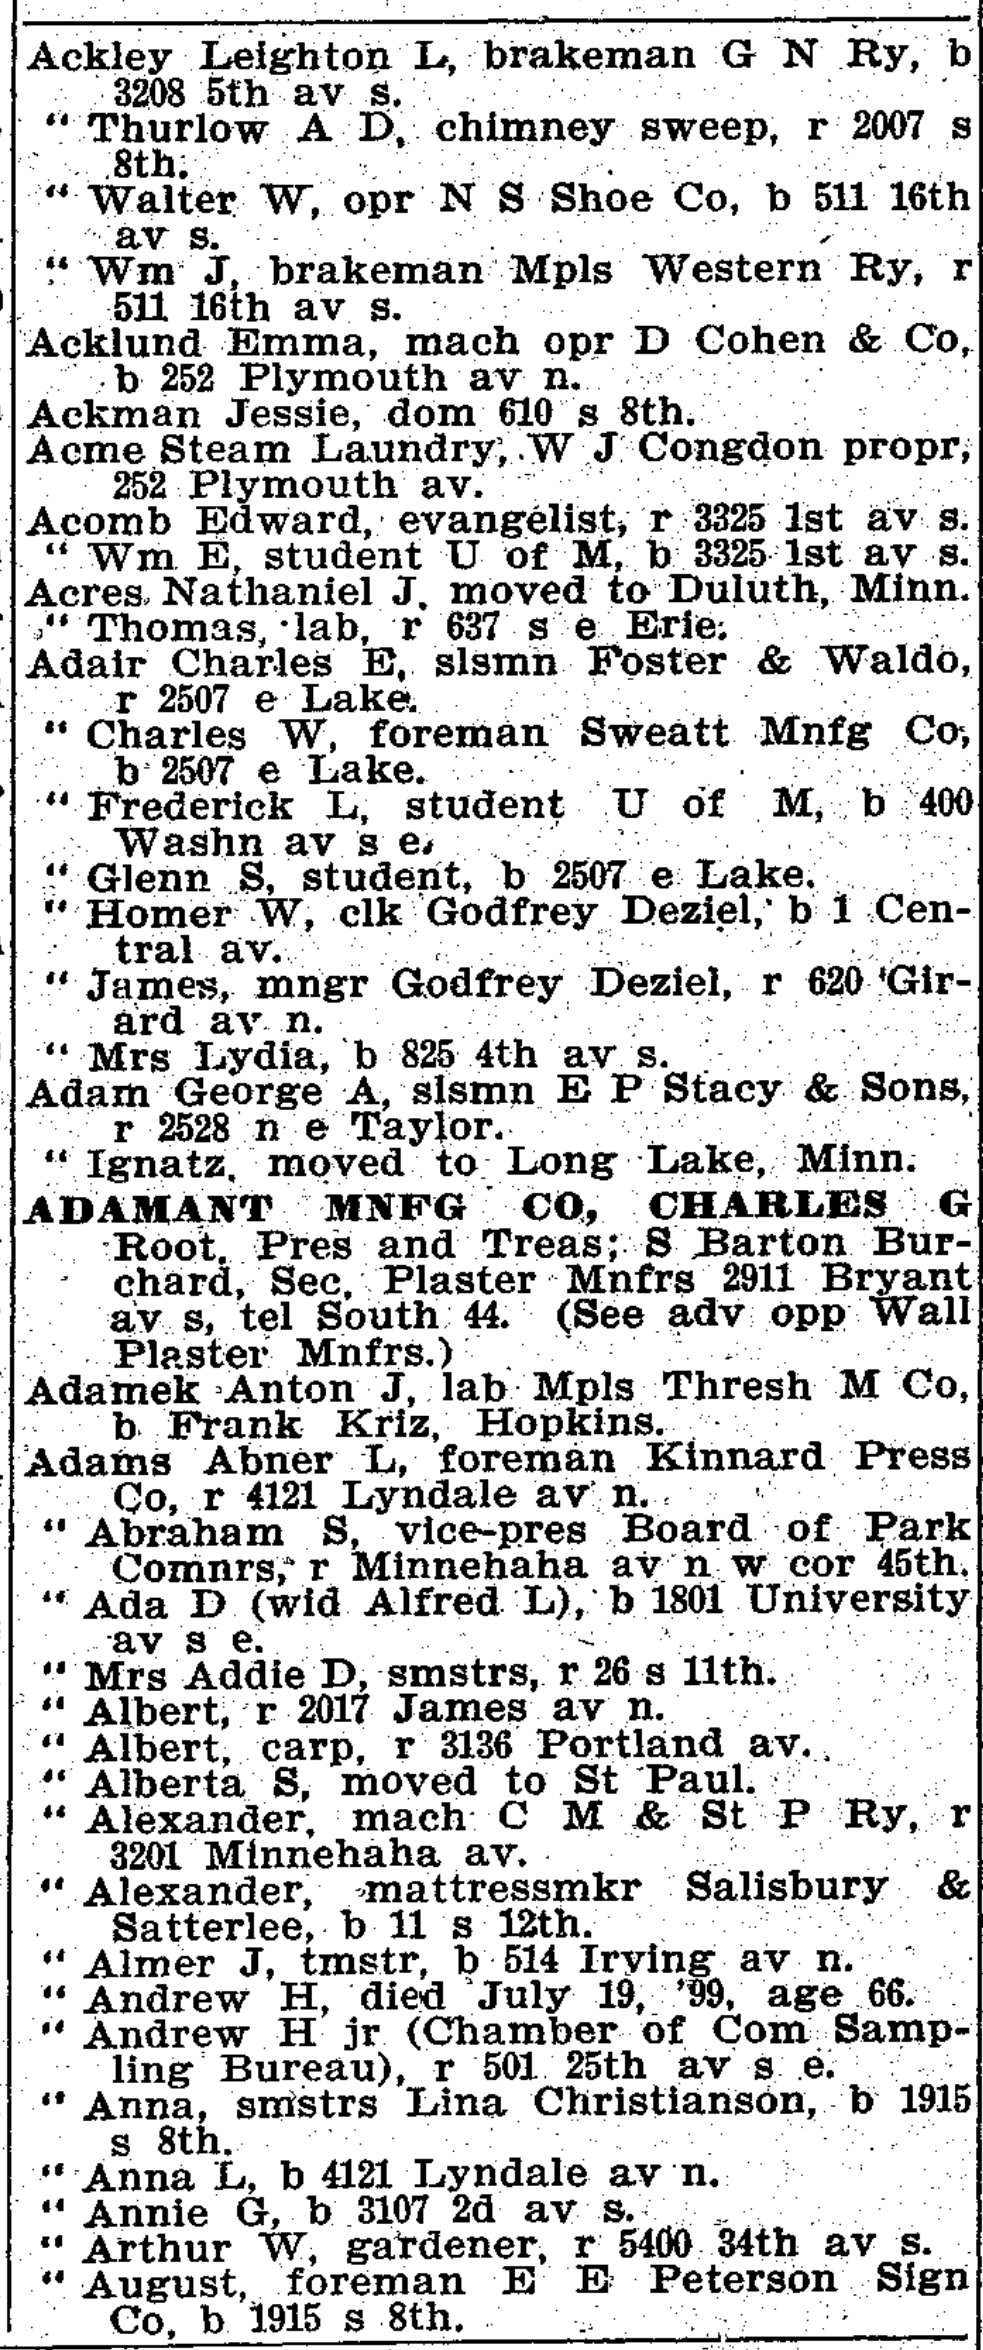 Ackley Leighton L, brakeman G N Ry, b
3208 5th av s.
" Thurlow A D, chimney sweep, r 2007 s
8th.
" Walter W, opr N S Shoe Co, b 511 16th
av s.
" Wm J, brakeman Mpls Western Ry, r
511 16th av s.
Acklund Emma, mach opr D Cohen & Co,
b 252 Plymouth av n.
Ackman Jessie, dom 610 s 8th.
Acme Steam Laundry, W J Congdon propr,
252 Plymouth av.
Acomb Edward, evangelist, r 3325 1st av s.
" Wm E, student U of M, b 3325 1st av s.
Acres Nathaniel J, moved to Duluth, Minn.
" Thomas, lab, r 637 s e Erie.
Adair Charles E, slsmn Foster & Waldo,
r 2507 e Lake.
" Charles W, foreman Sweatt Mnfg Co,
b 2507 e Lake.
" Frederick L, student U of M, b 400
Washn av s e.
" Glenn S, student, b 2507 e Lake.
" Homer W, clk Godfrey Deziel, b 1 Cen-
tral av.
" James, mngr Godfrey Deziel, r 620 Gir-
ard av n.
" Mrs Lydia, b 825 4th av s.
Adam George A, slsmn E P Stacy & Sons,
r 2528 n e Taylor.
" Ignatz, moved to Long Lake, Minn.
ADAMANT MNFG CO, CHARLES G
Root, Pres and Treas; S Barton Bur-
chard, Sec, Plaster Mnfrs 2911 Bryant
av s, tel South 44. (See adv opp Wall
Plaster Mnfrs.)
Adamek Anton J, lab Mpls Thresh M Co,
b Frank Kriz, Hopkins.
Adams Abner L, foreman Kinnard Press
Co, r 4121 Lyndale av n.
" Abraham S, vice-pres Board of Park
Comnrs, r Minnehaha av n w cor 45th.
" Ada D (wid Alfred L), b 1801 University
av s e.
" Mrs Addie D, smstrs, r 26 s 11th.
" Albert, r 2017 James av n.
" Albert, carp, r 3136 Portland av.
" Alberta S, moved to St Paul.
" Alexander, mach C M & St P Ry, r
3201 Minnehaha av.
" Alexander, mattressmkr Salisbury &
Satterlee, b 11 s 12th.
" Almer J, tmstr, b 514 Irving av n.
" Andrew H, died July 19, '99, age 66.
" Andrew H jr (Chamber of Com Samp-
ling Bureau), r 501 25th av s e.
" Anna, smstrs Lina Christianson, b 1915
s 8th.
" Anna L, b 4121 Lyndale av n.
" Annie G, b 3107 2d av s.
" Arthur W, gardener, r 5400 34th av s.
" August, foreman E E Peterson Sign
Co, b 1915 s 8th.